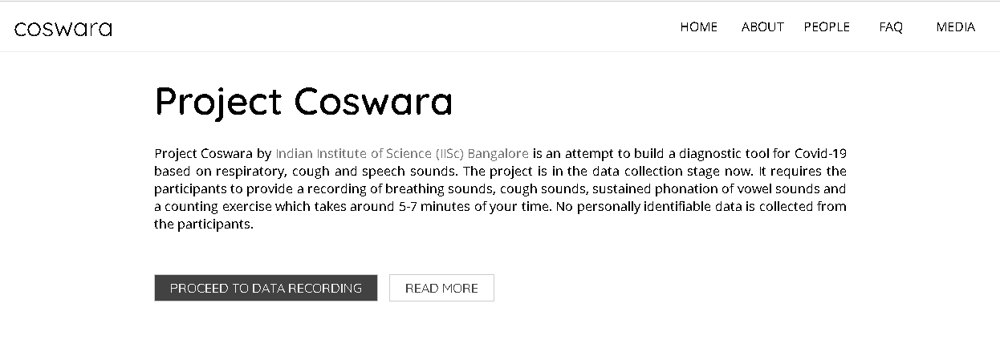 coswara
HOME ABOUT PEOPLE FAQ MEDIA
Project Coswara
Project Coswara by Indian Institute of Science (IISc) Bangalore is an attempt to build a diagnostic tool for Covid-19
based on respiratory, cough and speech sounds. The project is in the data collection stage now. It requires the
participants to provide a recording of breathing sounds, cough sounds, sustained phonation of vowel sounds and
a counting exercise which takes around 5-7 minutes of your time. No personally identifiable data is collected from
the participants.
PROCEED TO DATA RECORDING READ MORE